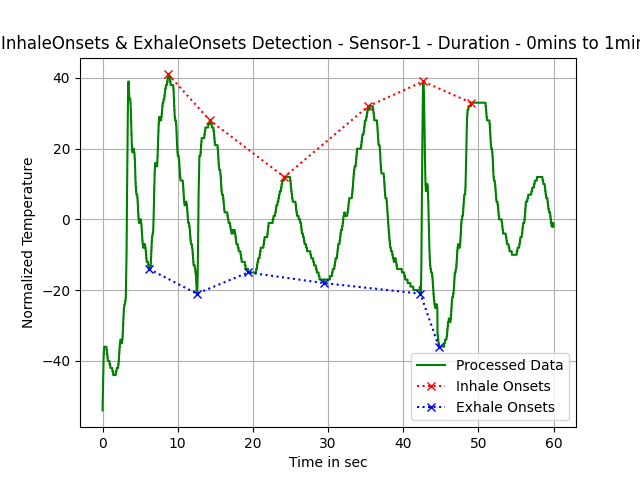 InhaleOnsets & ExhaleOnsets Detection - Sensor-1 - Duration - 0mins to 1mir
Normalized Temperature
40
20
0
−20
−40
0
10
20
30
40
50
60
Time in sec
Processed Data
Inhale Onsets
Exhale Onsets